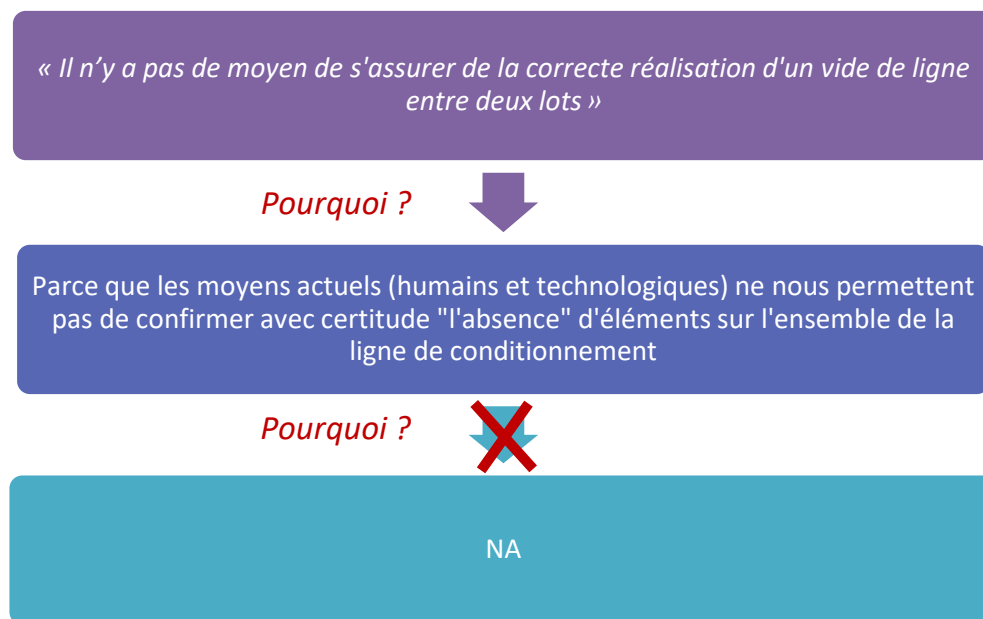 « Il n’y a pas de moyen de s'assurer de la correcte réalisation d'un vide de ligne
entre deux lots »
Pourquoi ?
Parce que les moyens actuels (humains et technologiques) ne nous permettent
pas de confirmer avec certitude "l'absence" d'éléments sur l'ensemble de la
ligne de conditionnement
Pourquoi ?
NA